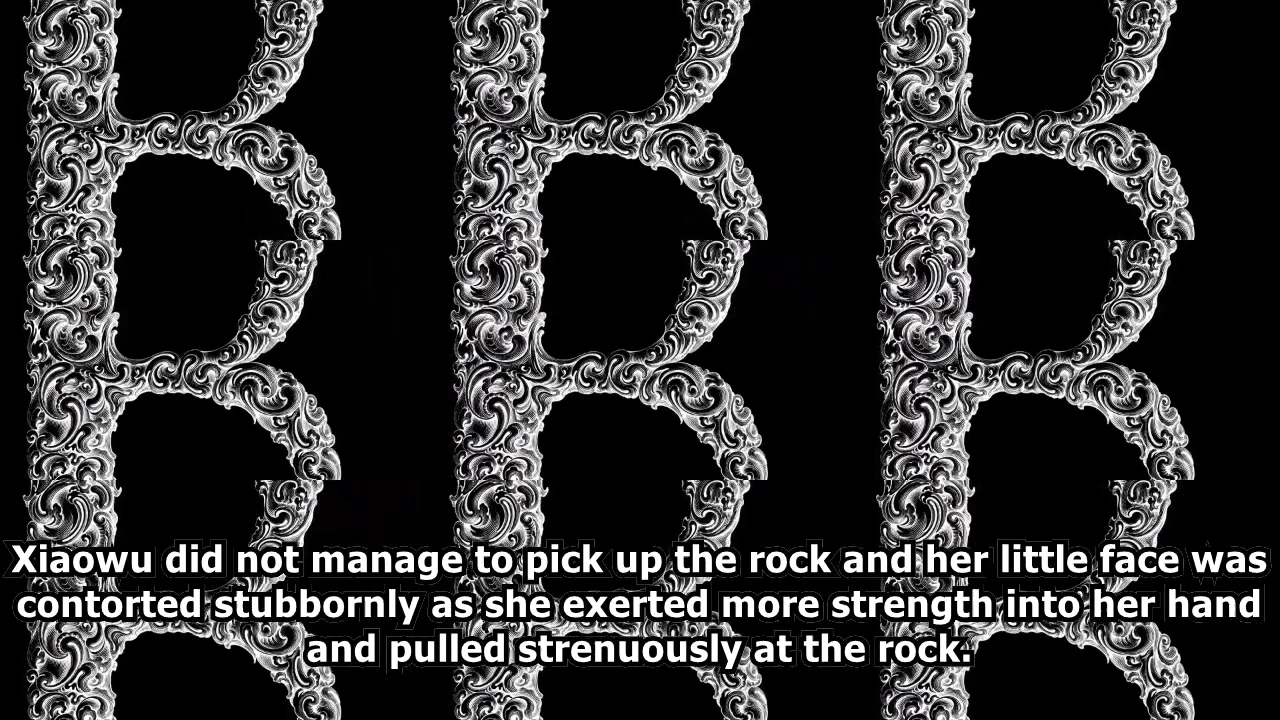 Xiaowu did not manage to pick up the rock and her little face was
contorted stubbornly as she exerted more strength into her hand
and pulled strenuously at the rock.